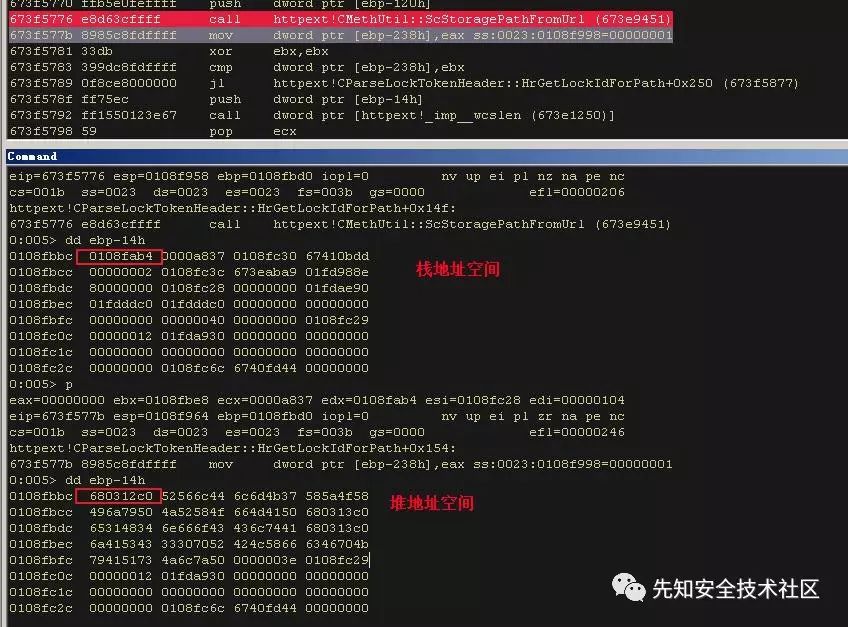 673f5770 ffb5e0feffff    push    dword ptr [ebp-120h]
673f5776 e8d63cffff      call    httpext!CMethUtil::ScStoragePathFromUrl (673e9451)
673f577b 8985c8fdffff    mov     dword ptr [ebp-238h],eax ss:0023:0108f998=00000001
673f5781 33db            xor     ebx,ebx
673f5783 399dc8fdffff    cmp     dword ptr [ebp-238h],ebx
673f5789 0f8ce8000000    jl      httpext!CParseLockTokenHeader::HrGetLockIdForPath+0x250 (673f5877)
673f578f ff75ec          push    dword ptr [ebp-14h]
673f5792 ff1550123e67    call    dword ptr [httpext!_imp__wcslen (673e1250)]
673f5798 59              pop     ecx
Command
eip=673f5776 esp=0108f958 ebp=0108fbd0 iopl=0         nv up ei pl nz na pe nc
cs=001b  ss=0023  ds=0023  es=0023  fs=003b  gs=0000             efl=00000206
httpext!CParseLockTokenHeader::HrGetLockIdForPath+0x14f:
673f5776 e8d63cffff      call    httpext!CMethUtil::ScStoragePathFromUrl (673e9451)
0:005> dd ebp-14h
0108fbbc  0108fab4 0000a837 0108fc30 67410bdd
0108fbcc  00000002 0108fc3c 673eaba9 01fd988e
0108fbdc  80000000 0108fc28 00000000 01fdae90
0108fbec  01fdddc0 01fdddc0 00000000 00000000
0108fbfc  00000000 00000040 00000000 0108fc29
0108fc0c  00000012 01fda930 00000000 00000000
0108fc1c  00000000 00000000 00000000 00000000
0108fc2c  00000000 0108fc6c 6740fd44 00000000
栈地址空间
0:005> p
eax=00000000 ebx=0108fbe8 ecx=0000a837 edx=0108fab4 esi=0108fc28 edi=00000104
eip=673f577b esp=0108f964 ebp=0108fbd0 iopl=0         nv up ei pl zr na pe nc
cs=001b  ss=0023  ds=0023  es=0023  fs=003b  gs=0000             efl=00000246
httpext!CParseLockTokenHeader::HrGetLockIdForPath+0x154:
673f577b 8985c8fdffff    mov     dword ptr [ebp-238h],eax ss:0023:0108f998=00000001
0:005> dd ebp-14h
0108fbbc  680312c0 52566c44 6c6d4b37 585a4f58
0108fbcc  496a7950 4a52584f 664d4150 680313c0
0108fbdc  65314834 6e666f43 436c7441 680313c0
0108fbec  6a415343 33307052 424c5866 6346704b
0108fbfc  79415173 4a6c7a50 0000003e 0108fc29
0108fc0c  00000012 01fda930 00000000 00000000
0108fc1c  00000000 00000000 00000000 00000000
0108fc2c  00000000 0108fc6c 6740fd44 00000000
堆地址空间
先知安全技术社区